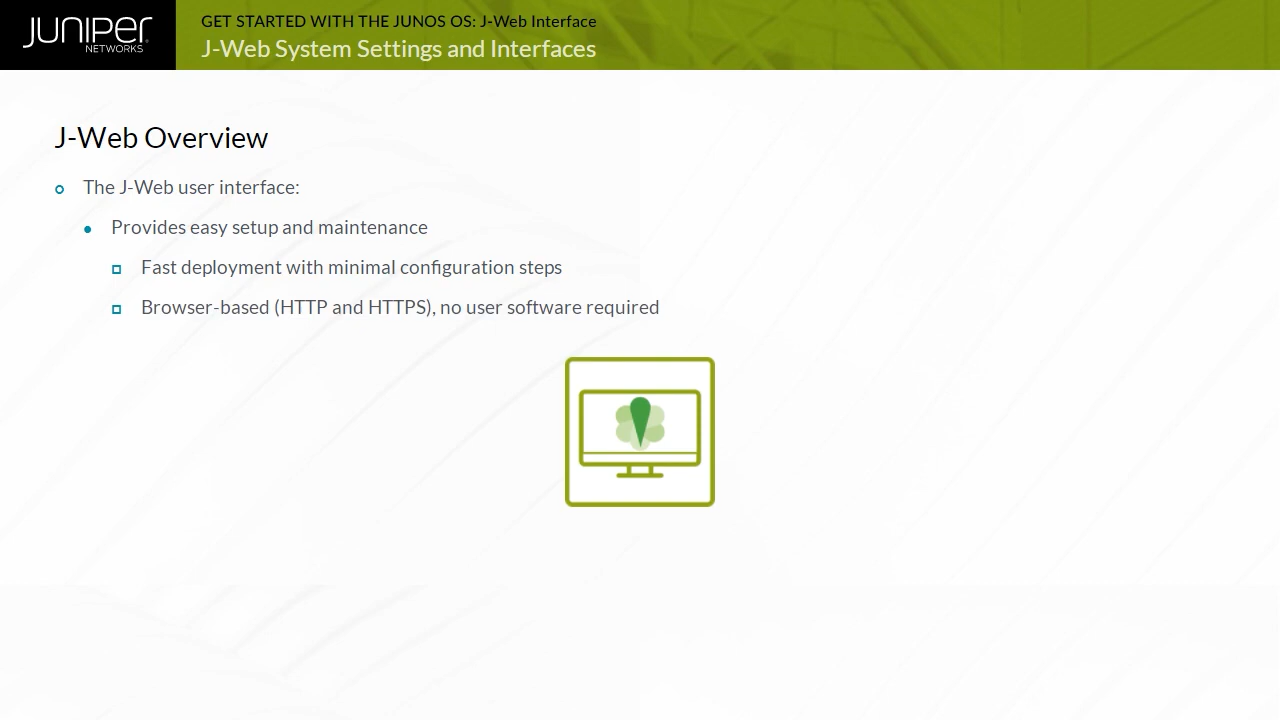 JUNIPER
NETWORKS
GET STARTED WITH THE JUNOS OS: J-Web Interface
J-Web System Settings and Interfaces
J-Web Overview
The J-Web user interface:
Provides easy setup and maintenance
Fast deployment with minimal configuration steps
Browser-based (HTTP and HTTPS), no user software required